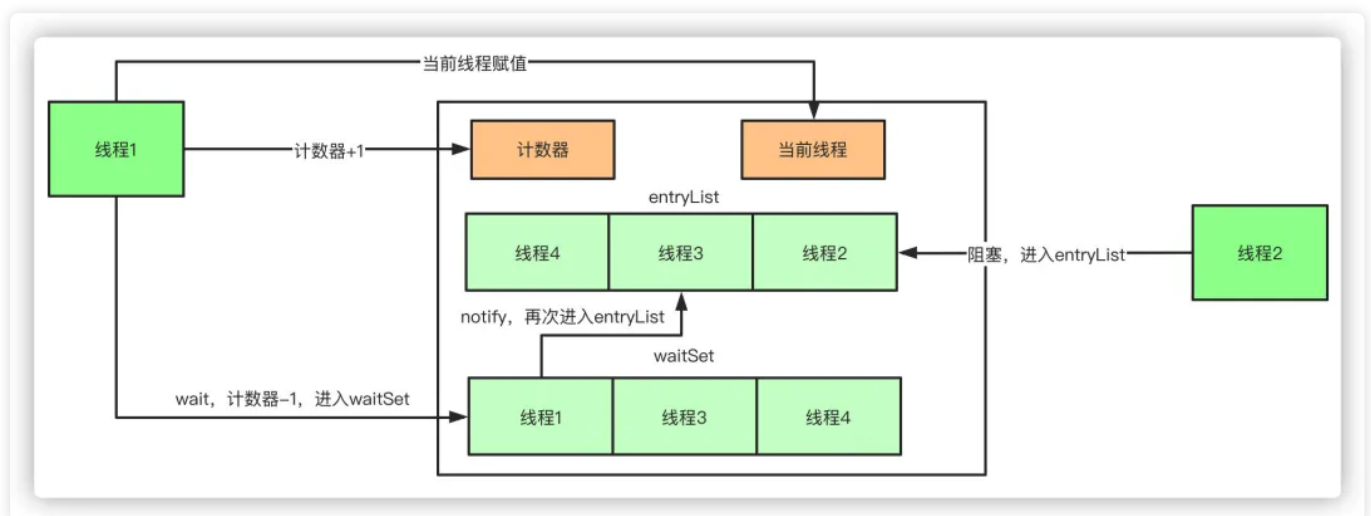 当前线程赋值
线程1
计数器+1
计数器
当前线程
entryList
线程4
线程3
线程2
阻塞，进入entryList
线程2
notify，再次进入entryList
waitSet
wait，计数器-1，进入waitSet
线程1
线程3
线程4